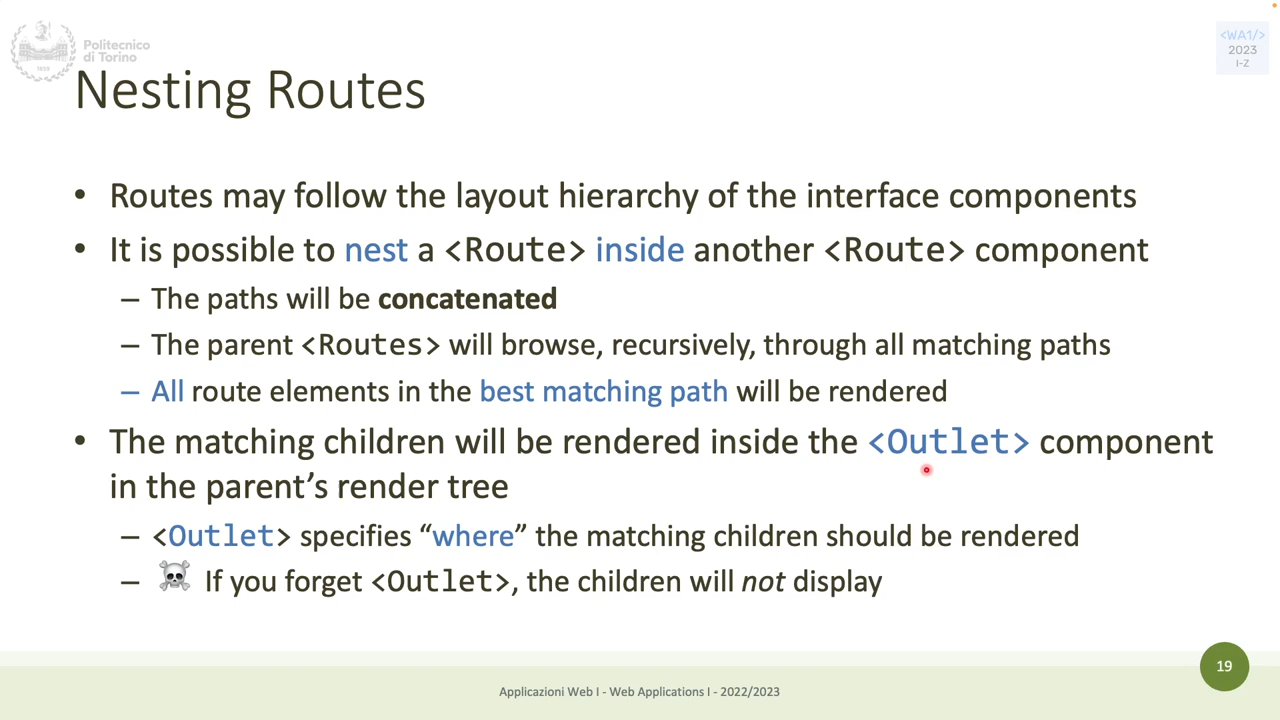 Politecnico
di Torino
<WA1/>
2023
I-Z
Nesting Routes
• Routes may follow the layout hierarchy of the interface components
• It is possible to nest a <Route> inside another <Route> component
– The paths will be concatenated
– The parent <Routes> will browse, recursively, through all matching paths
– All route elements in the best matching path will be rendered
• The matching children will be rendered inside the <Outlet> component
in the parent's render tree
– <Outlet> specifies “where” the matching children should be rendered
– ☠ If you forget <Outlet>, the children will not display
19
Applicazioni Web I - Web Applications I - 2022/2023